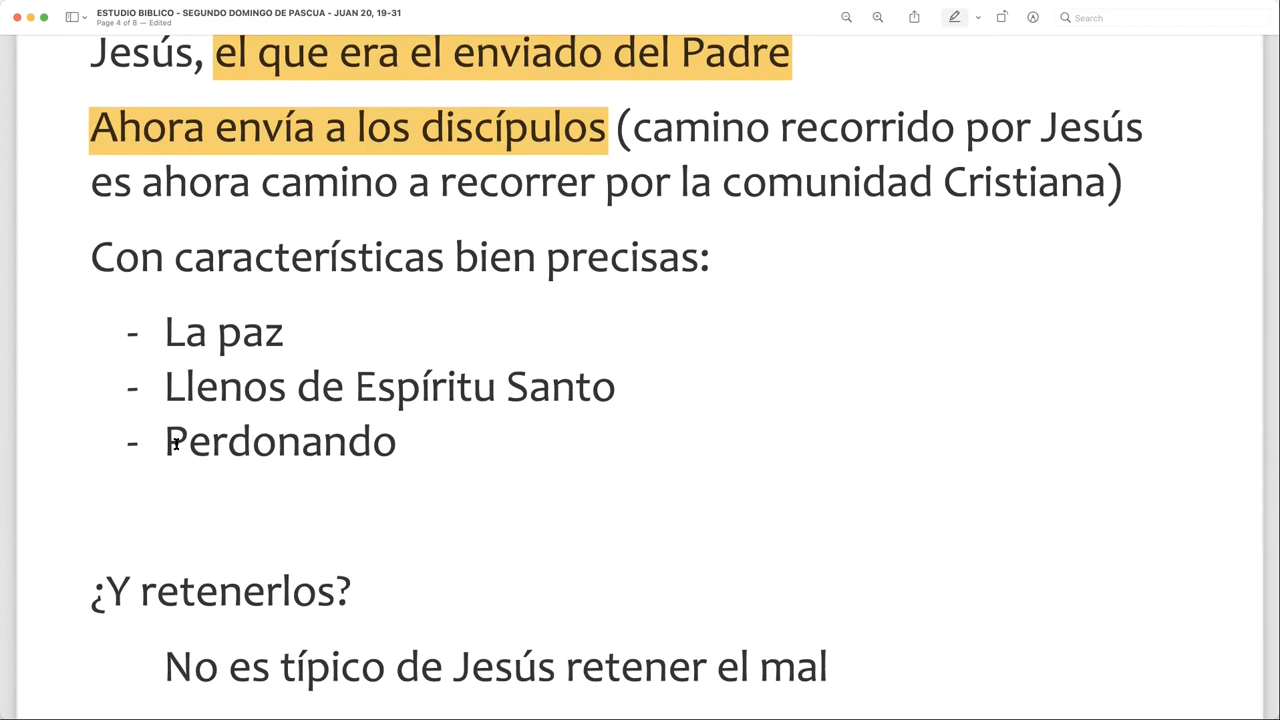 ESTUDIO BIBLICO - SEGUNDO DOMINGO DE PASCUA - JUAN 20, 19-31
Page 4 of 8 — Edited
Search
Jesús, el que era el enviado del Padre
Ahora envía a los discípulos (camino recorrido por Jesús
es ahora camino a recorrer por la comunidad Cristiana)
Con características bien precisas:
- La paz
- Llenos de Espíritu Santo
- Perdonando
¿Y retenerlos?
No es típico de Jesús retener el mal